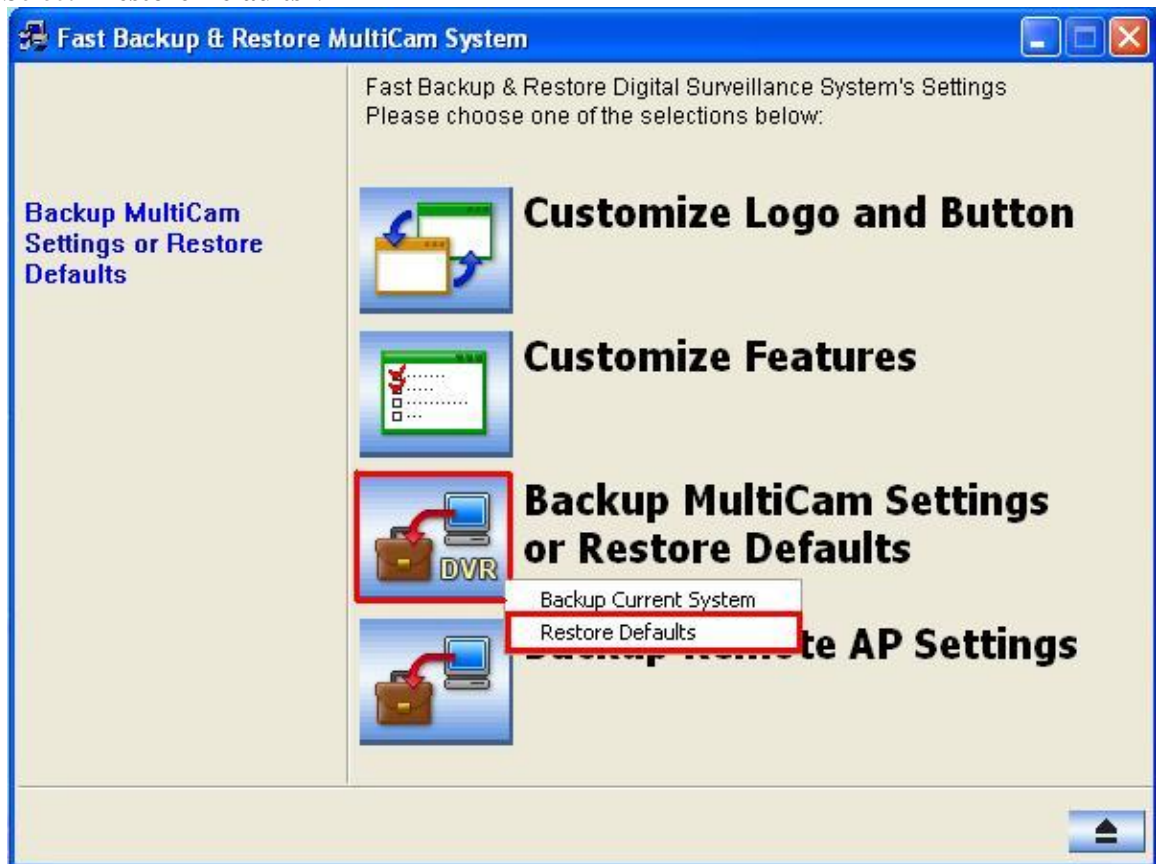 Fast Backup & Restore MultiCam System
Fast Backup & Restore Digital Surveillance System's Settings
Please choose one of the selections below:
Backup MultiCam
Settings or Restore
Defaults
Customize Logo and Button
Customize Features
Backup MultiCam Settings
or Restore Defaults
DVR
Backup Current System
Restore Defaults
te AP Settings